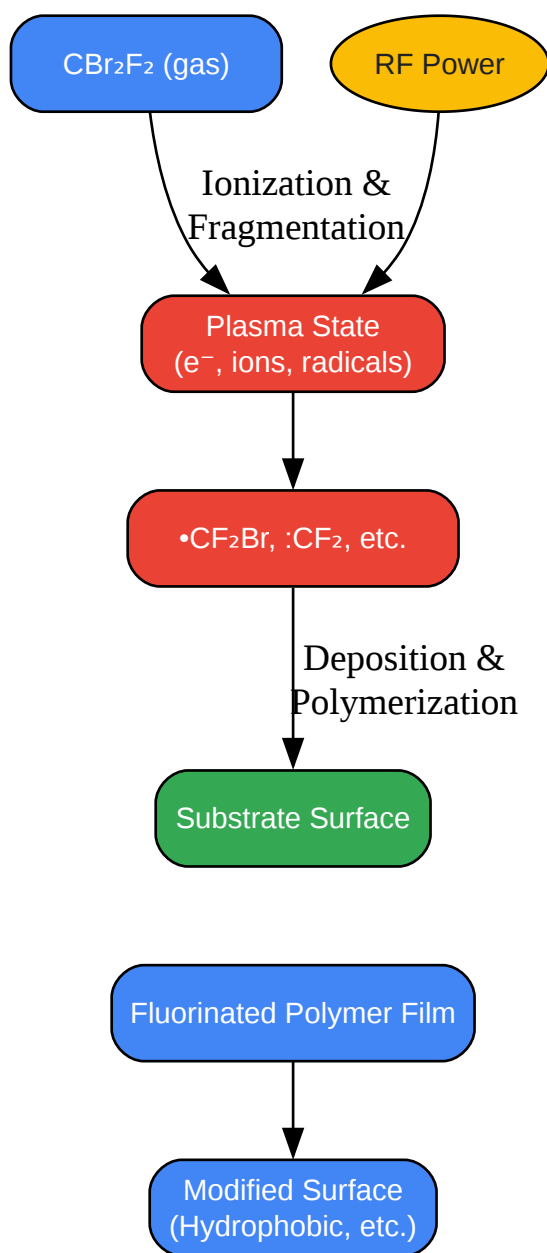 CBr₂F₂ (gas)
RF Power
Ionization &
Fragmentation
Plasma State
(e⁻, ions, radicals)
•CF₂Br, :CF₂, etc.
Deposition &
Polymerization
Substrate Surface
Fluorinated Polymer Film
Modified Surface
(Hydrophobic, etc.)